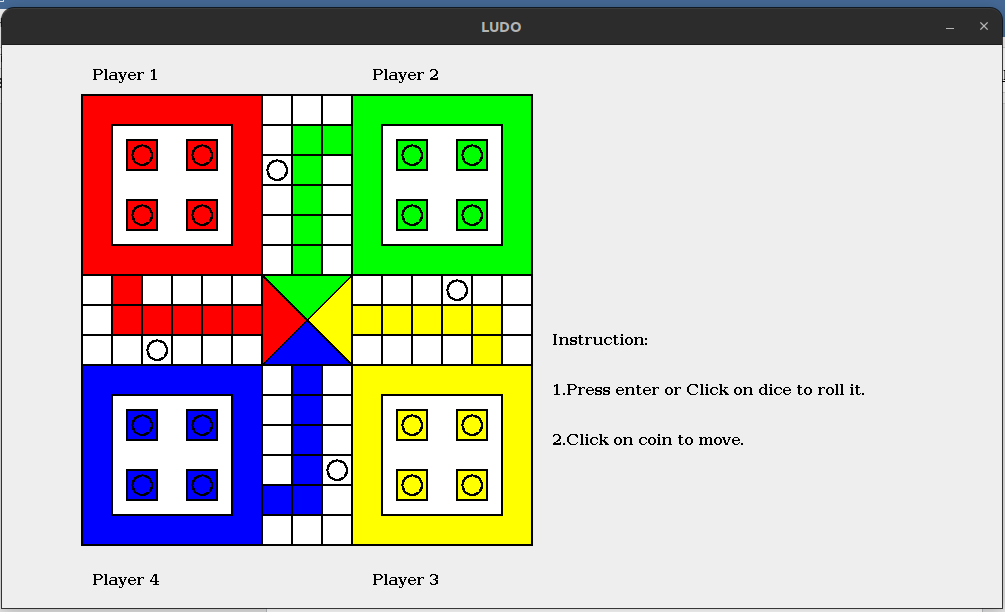 LUDO
Player 1
Player 2
Instruction:
1.Press enter or Click on dice to roll it.
2.Click on coin to move.
Player 4
Player 3